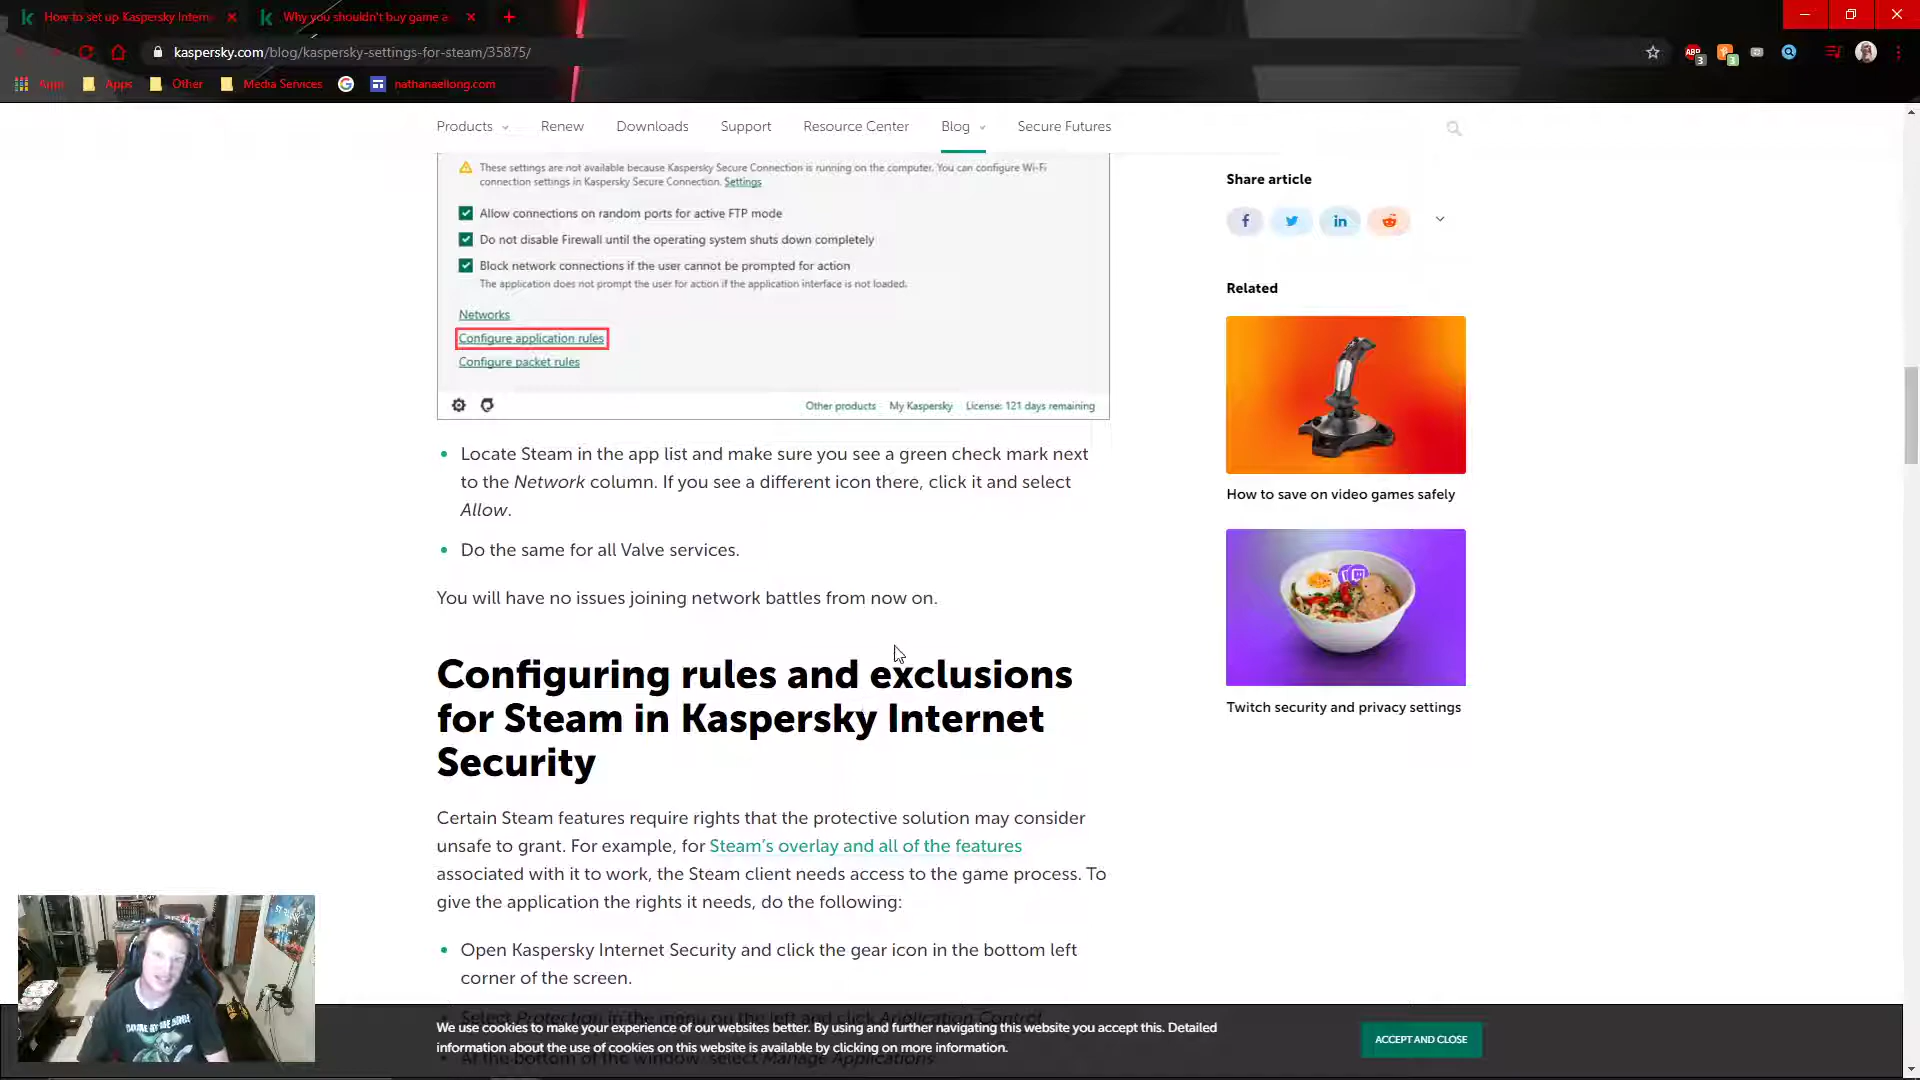 How to set up Kaspersky Intern
Why you shouldn't buy game a
kaspersky.com/blog/kaspersky-settings-for-steam/35875/
ABP
3
3
Apps
Other
Media Services
nathanaellong.com
Products
Renew
Downloads
Support
Resource Center
Blog
Secure Futures
These settings are not available because Kaspersky Secure Connection is running on the computer. You can configure Wi-Fi
connection settings in Kaspersky Secure Connection. Settings
Allow connections on random ports for active FTP mode
Do not disable Firewall until the operating system shuts down completely
Block network connections if the user cannot be prompted for action
The application does not prompt the user for action if the application interface is not loaded.
Networks
Configure application rules
Configure packet rules
Other products
My Kaspersky
License: 121 days remaining
Locate Steam in the app list and make sure you see a green check mark next
to the Network column. If you see a different icon there, click it and select
Allow.
Do the same for all Valve services.
You will have no issues joining network battles from now on.
Configuring rules and exclusions
for Steam in Kaspersky Internet
Security
Certain Steam features require rights that the protective solution may consider
unsafe to grant. For example, for Steam's overlay and all of the features
associated with it to work, the Steam client needs access to the game process. To
give the application the rights it needs, do the following:
Open Kaspersky Internet Security and click the gear icon in the bottom left
corner of the screen.
Select Protection in the menu on the left and click Application Control.
At the bottom of the window, select Manage Applications
Share article
Related
How to save on video games safely
Twitch security and privacy settings
We use cookies to make your experience of our websites better. By using and further navigating this website you accept this. Detailed
information about the use of cookies on this website is available by clicking on more information.
ACCEPT AND CLOSE